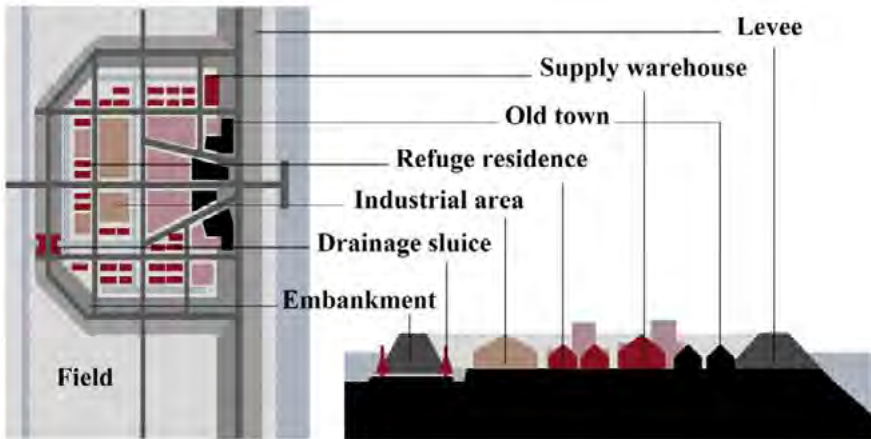 Levee
Supply warehouse
Old town
Refuge residence
Industrial area
Drainage sluice
Embankment
Field